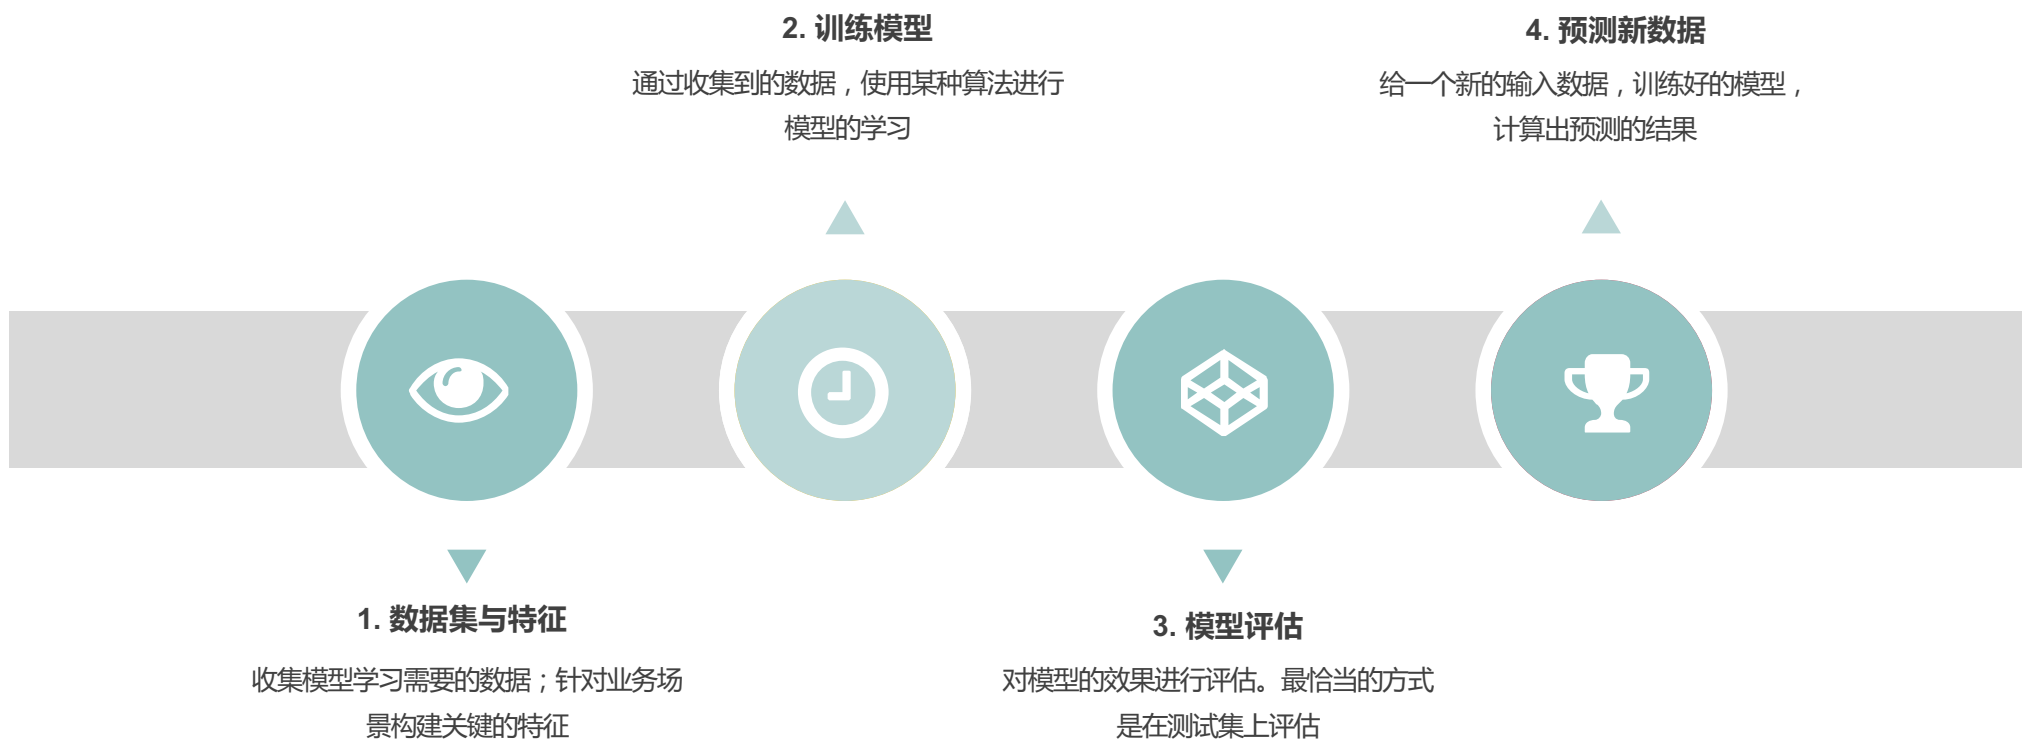 2. 训练模型
通过收集到的数据，使用某种算法进行
模型的学习
4. 预测新数据
给一个新的输入数据，训练好的模型，
计算出预测的结果
1. 数据集与特征
收集模型学习需要的数据；针对业务场
景构建关键的特征
3. 模型评估
对模型的效果进行评估。最恰当的方式
是在测试集上评估